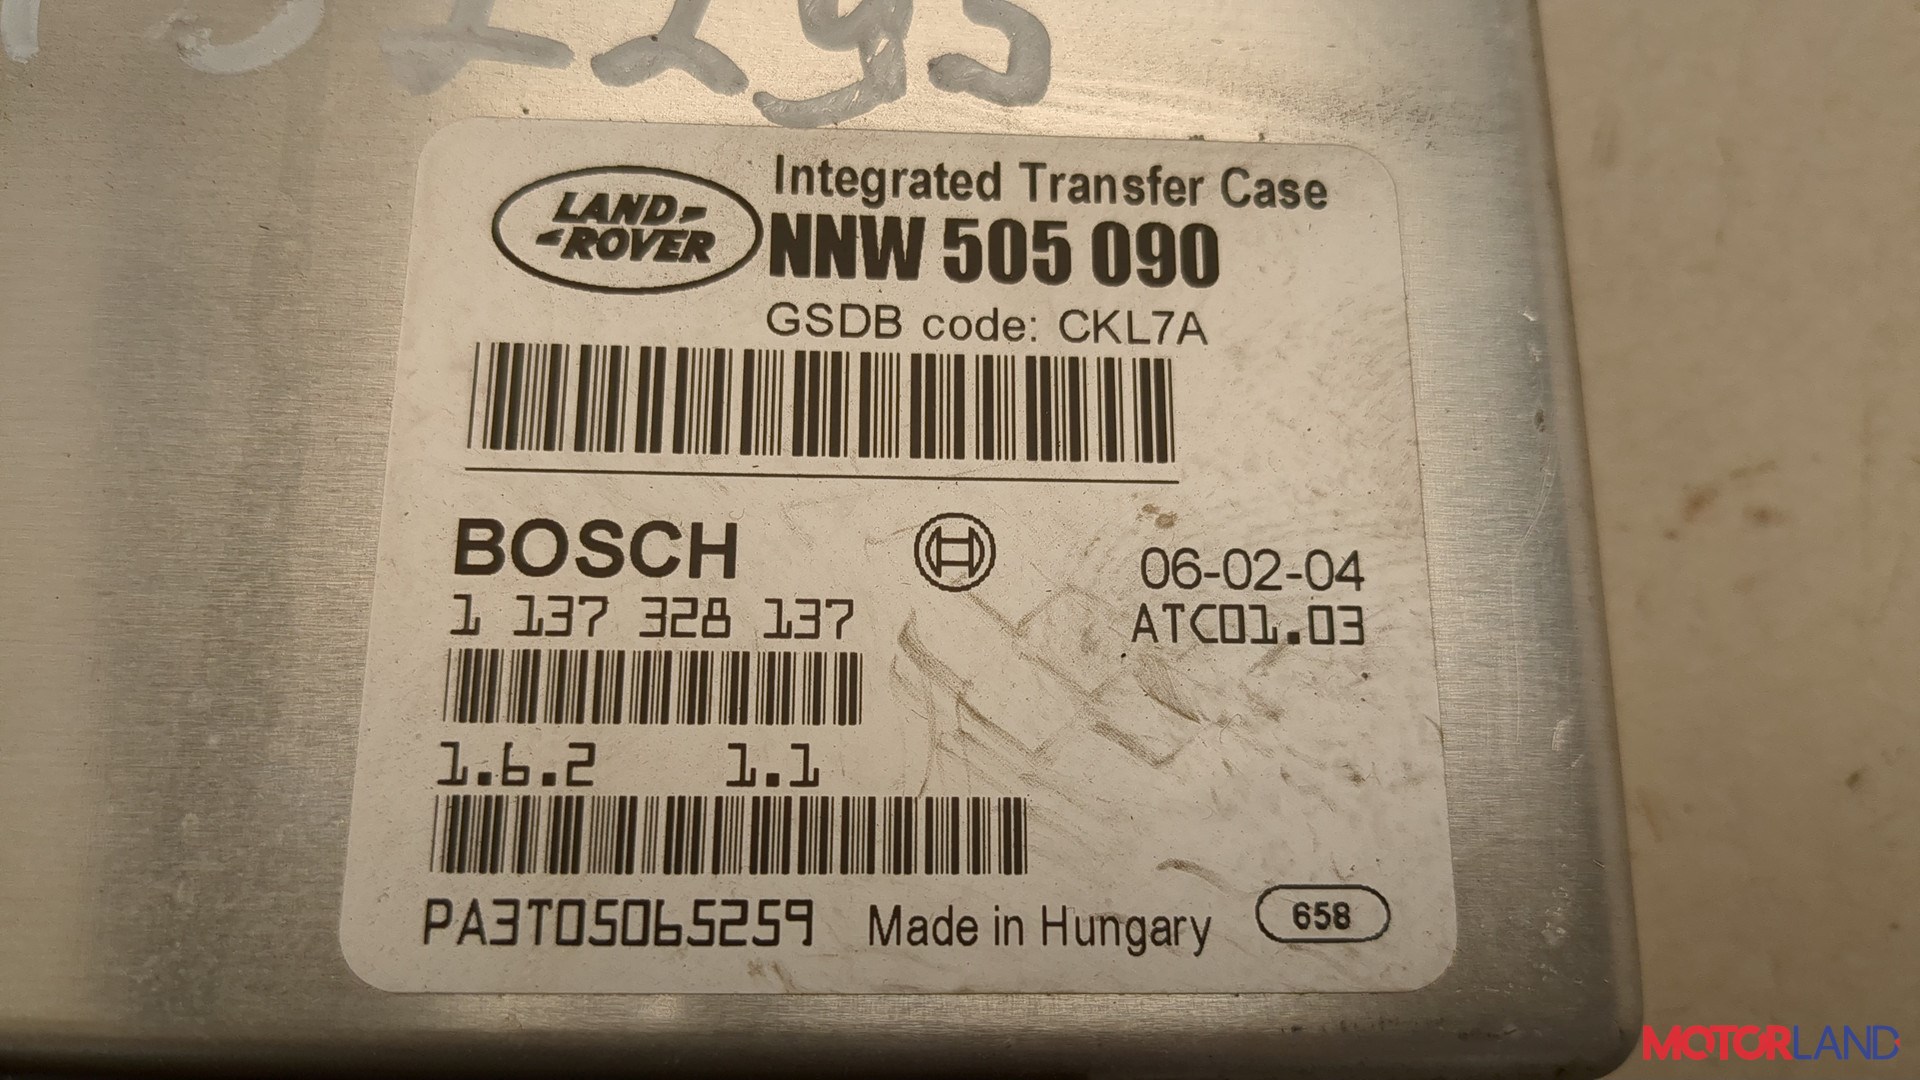 LAND-
ROVER
Integrated Transfer Case
NNW 505 090
GSDB code: CKL7A
BOSCH
06-02-04
1 137 328 137
ATC01.03
1.6.2 1.1
PA3T05065259 Made in Hungary 658
MOTORLAND